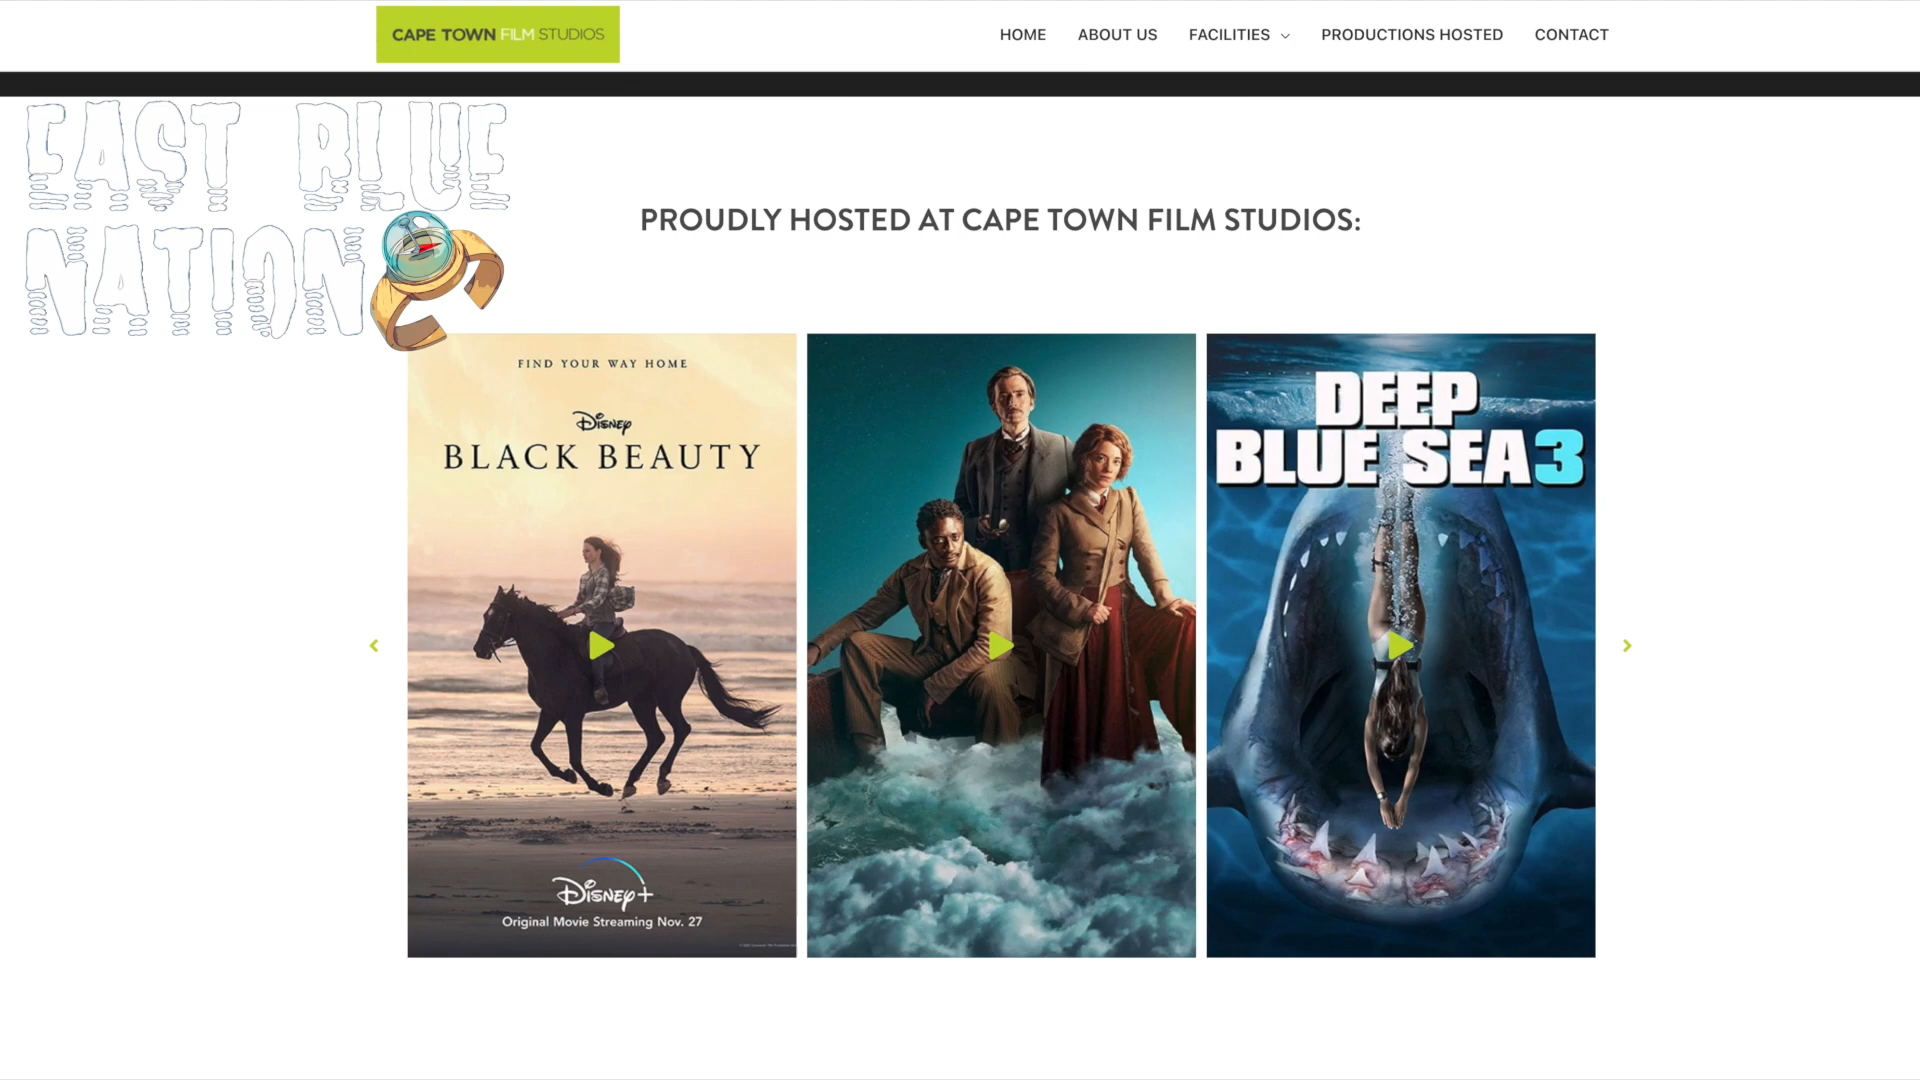 CAPE TOWN FILM STUDIOS
HOME
ABOUT US
FACILITIES
PRODUCTIONS HOSTED
CONTACT
EAST BLUE
NATION
PROUDLY HOSTED AT CAPE TOWN FILM STUDIOS:
FIND YOUR WAY HOME
Disney
BLACK BEAUTY
Disney+
Original Movie Streaming Nov. 27
DEEP
BLUE SEA 3